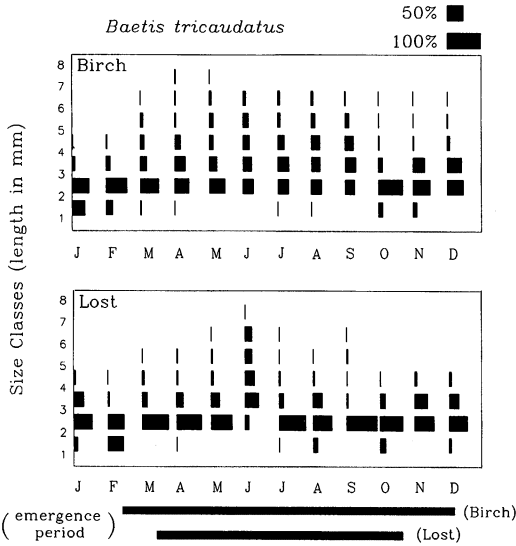 Baetis tricaudatus
50%
100%
Size Classes (length in mm)
Birch
8
7
6
5
4
3
2
1
J F M A M J J A S O N D
Lost
8
7
6
5
4
3
2
1
J F M A M J J A S O N D
(emergence period)
(Birch)
(Lost)